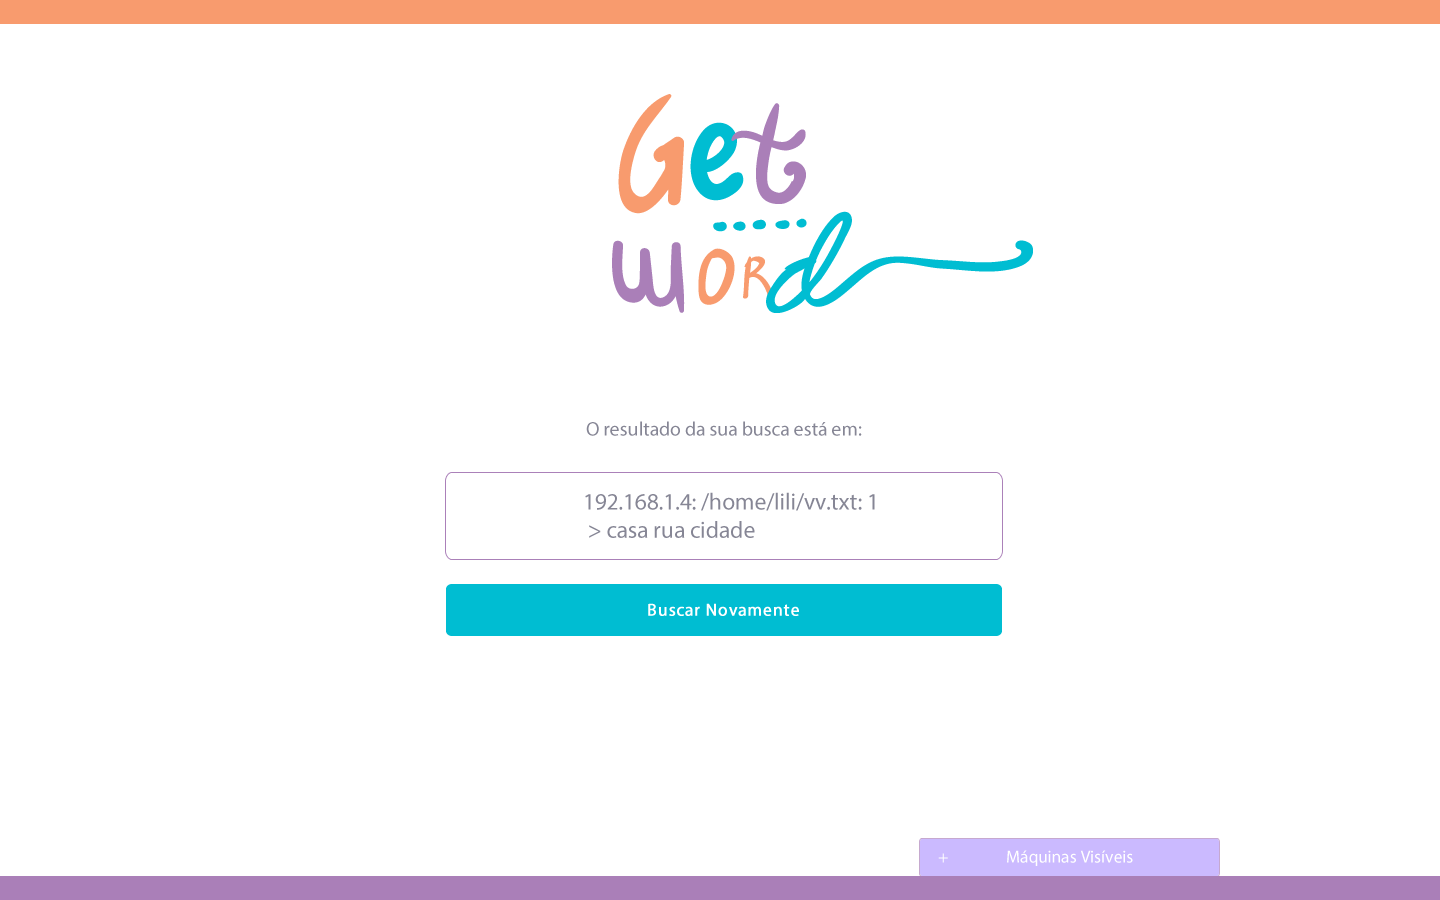 Get
word
O resultado da sua busca está em:
192.168.1.4: /home/lili/vv.txt: 1
> casa rua cidade
Buscar Novamente
+ Máquinas Visíveis